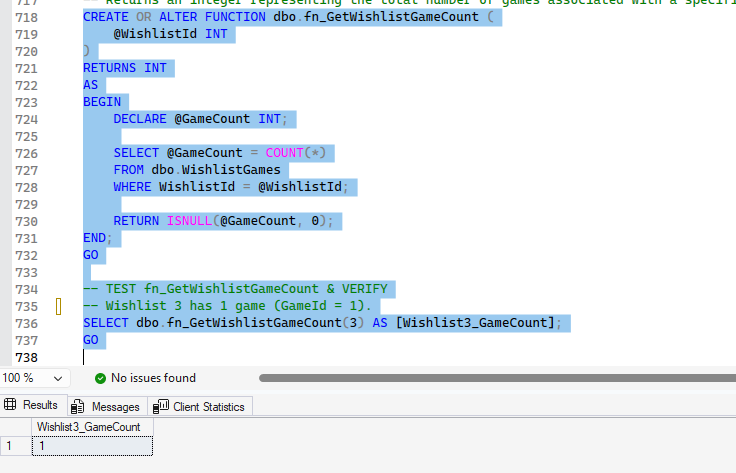 717 -- Returns an integer representing the total number of games associated with a specifi
718 CREATE OR ALTER FUNCTION dbo.fn_GetWishlistGameCount (
719 @WishlistId INT
720 )
721 RETURNS INT
722 AS
723 BEGIN
724 DECLARE @GameCount INT;
725
726 SELECT @GameCount = COUNT(*)
727 FROM dbo.WishlistGames
728 WHERE WishlistId = @WishlistId;
729
730 RETURN ISNULL(@GameCount, 0);
731 END;
732 GO
733
734 -- TEST fn_GetWishlistGameCount & VERIFY
735 -- Wishlist 3 has 1 game (GameId = 1).
736 SELECT dbo.fn_GetWishlistGameCount(3) AS [Wishlist3_GameCount];
737 GO
738
100 % No issues found
Results Messages Client Statistics
Wishlist3_GameCount
1 1